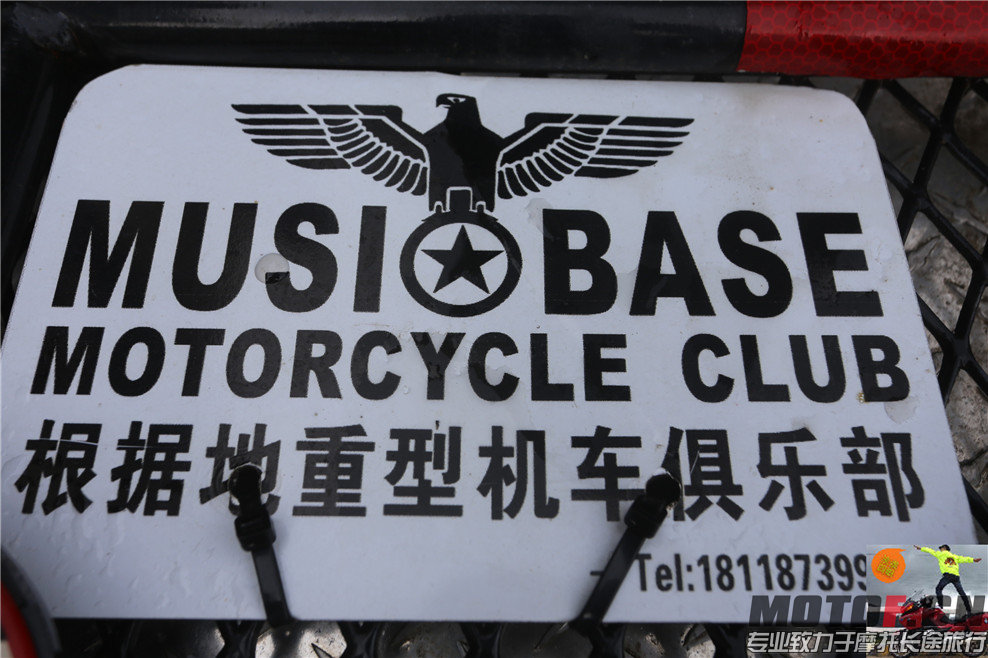 MUSI BASE
MOTORCYCLE CLUB
根据地重型机车俱乐部
Tel:181187399
专业致力于摩托长途旅行